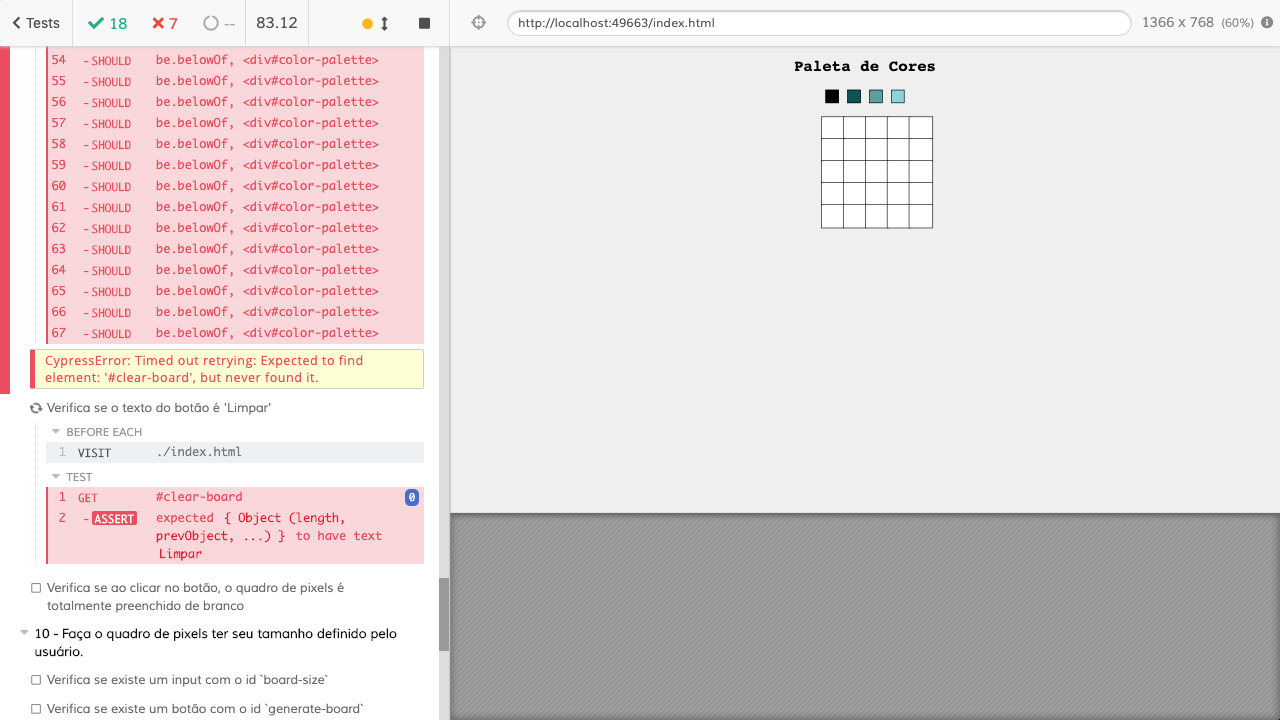 Tests 18 7 -- 83.12 http://localhost:49663/index.html 1366 x 768 (60%)
54 -SHOULD be.belowOf, <div#color-palette>
55 -SHOULD be.belowOf, <div#color-palette>
56 -SHOULD be.belowOf, <div#color-palette>
57 -SHOULD be.belowOf, <div#color-palette>
58 -SHOULD be.belowOf, <div#color-palette>
59 -SHOULD be.belowOf, <div#color-palette>
60 -SHOULD be.belowOf, <div#color-palette>
61 -SHOULD be.belowOf, <div#color-palette>
62 -SHOULD be.belowOf, <div#color-palette>
63 -SHOULD be.belowOf, <div#color-palette>
64 -SHOULD be.belowOf, <div#color-palette>
65 -SHOULD be.belowOf, <div#color-palette>
66 -SHOULD be.belowOf, <div#color-palette>
67 -SHOULD be.belowOf, <div#color-palette>
CypressError: Timed out retrying: Expected to find
element: '#clear-board', but never found it.
Verifica se o texto do botão é 'Limpar'
BEFORE EACH
1 VISIT ./index.html
TEST
1 GET #clear-board 0
2 -ASSERT expected { Object (length,
prevObject, ...) } to have text
Limpar
Verifica se ao clicar no botão, o quadro de pixels é
totalmente preenchido de branco
10 - Faça o quadro de pixels ter seu tamanho definido pelo
usuário.
Verifica se existe um input com o id `board-size`
Verifica se existe um botão com o id `generate-board`
Paleta de Cores